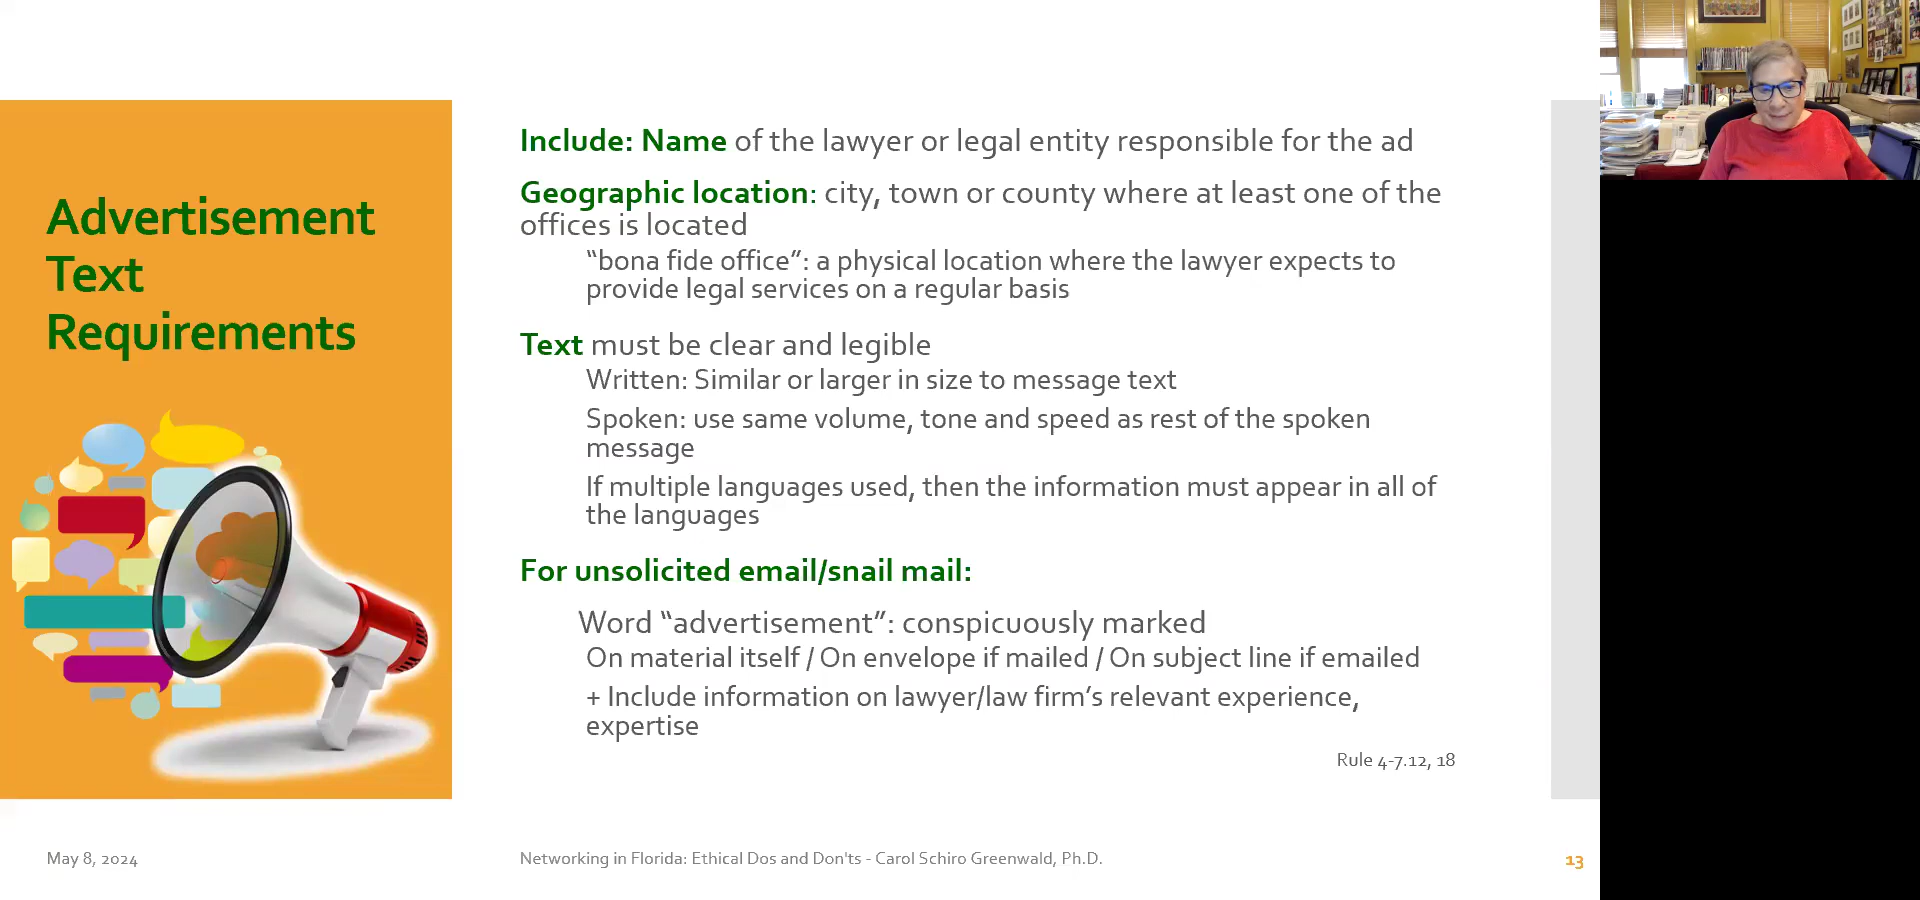 Advertisement
Text
Requirements
Include: Name of the lawyer or legal entity responsible for the ad
Geographic location: city, town or county where at least one of the
offices is located
“bona fide office”: a physical location where the lawyer expects to
provide legal services on a regular basis
Text must be clear and legible
Written: Similar or larger in size to message text
Spoken: use same volume, tone and speed as rest of the spoken
message
If multiple languages used, then the information must appear in all of
the languages
For unsolicited email/snail mail:
Word “advertisement”: conspicuously marked
On material itself / On envelope if mailed / On subject line if emailed
+ Include information on lawyer/law firm’s relevant experience,
expertise
Rule 4-7.12, 18
May 8, 2024
Networking in Florida: Ethical Dos and Don'ts - Carol Schiro Greenwald, Ph.D.
13